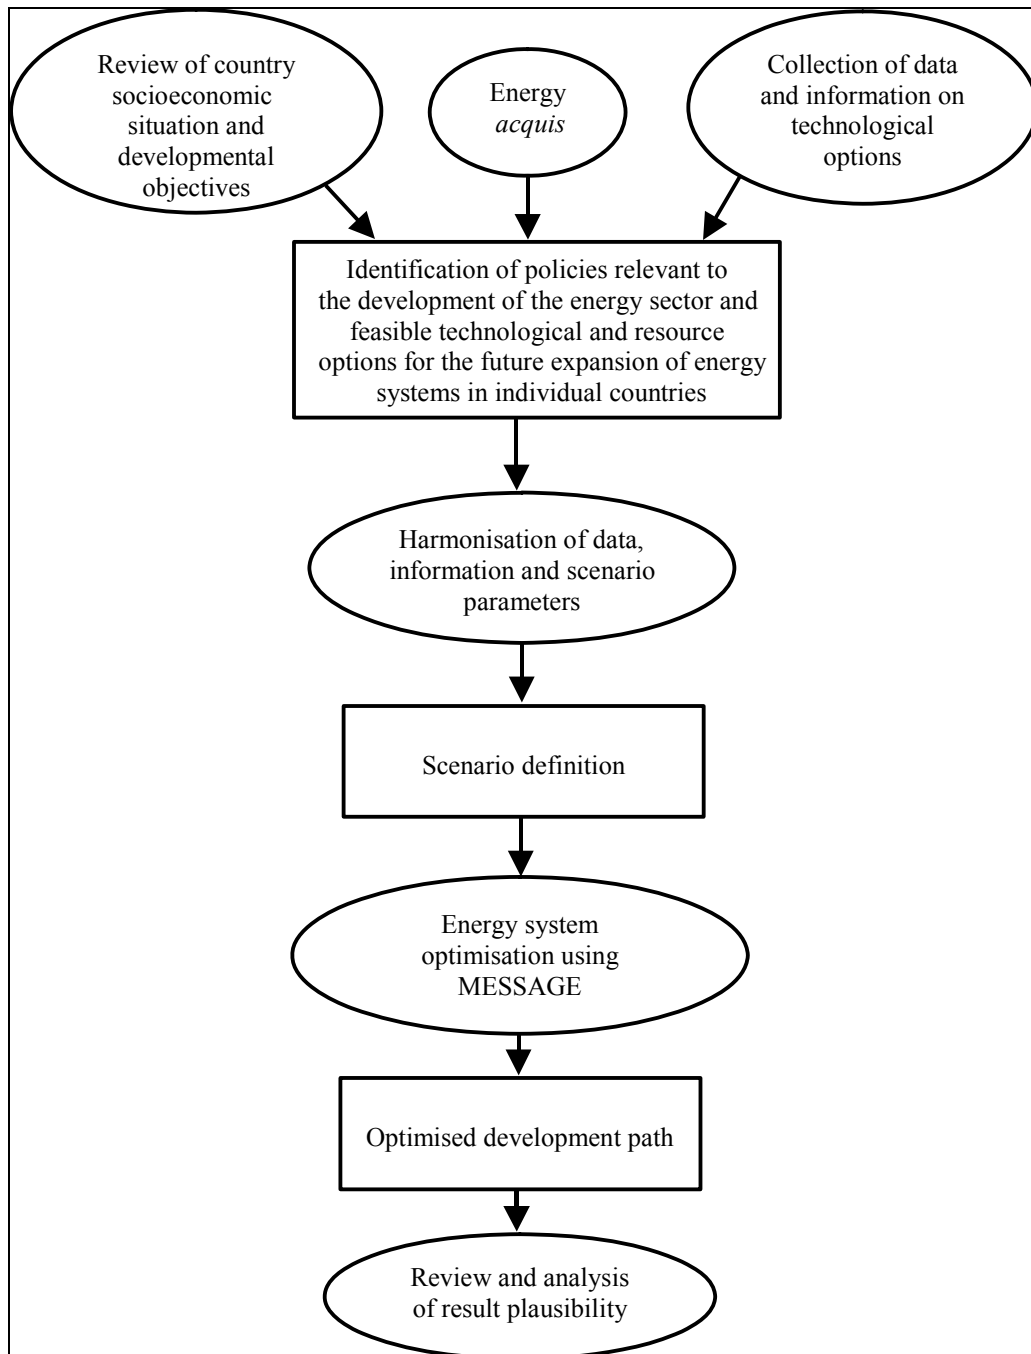 Review of country
socioeconomic
situation and
developmental
objectives
Energy
acquis
Collection of data
and information on
technological
options
Identification of policies relevant to
the development of the energy sector and
feasible technological and resource
options for the future expansion of energy
systems in individual countries
Harmonisation of data,
information and scenario
parameters
Scenario definition
Energy system
optimisation using
MESSAGE
Optimised development path
Review and analysis
of result plausibility